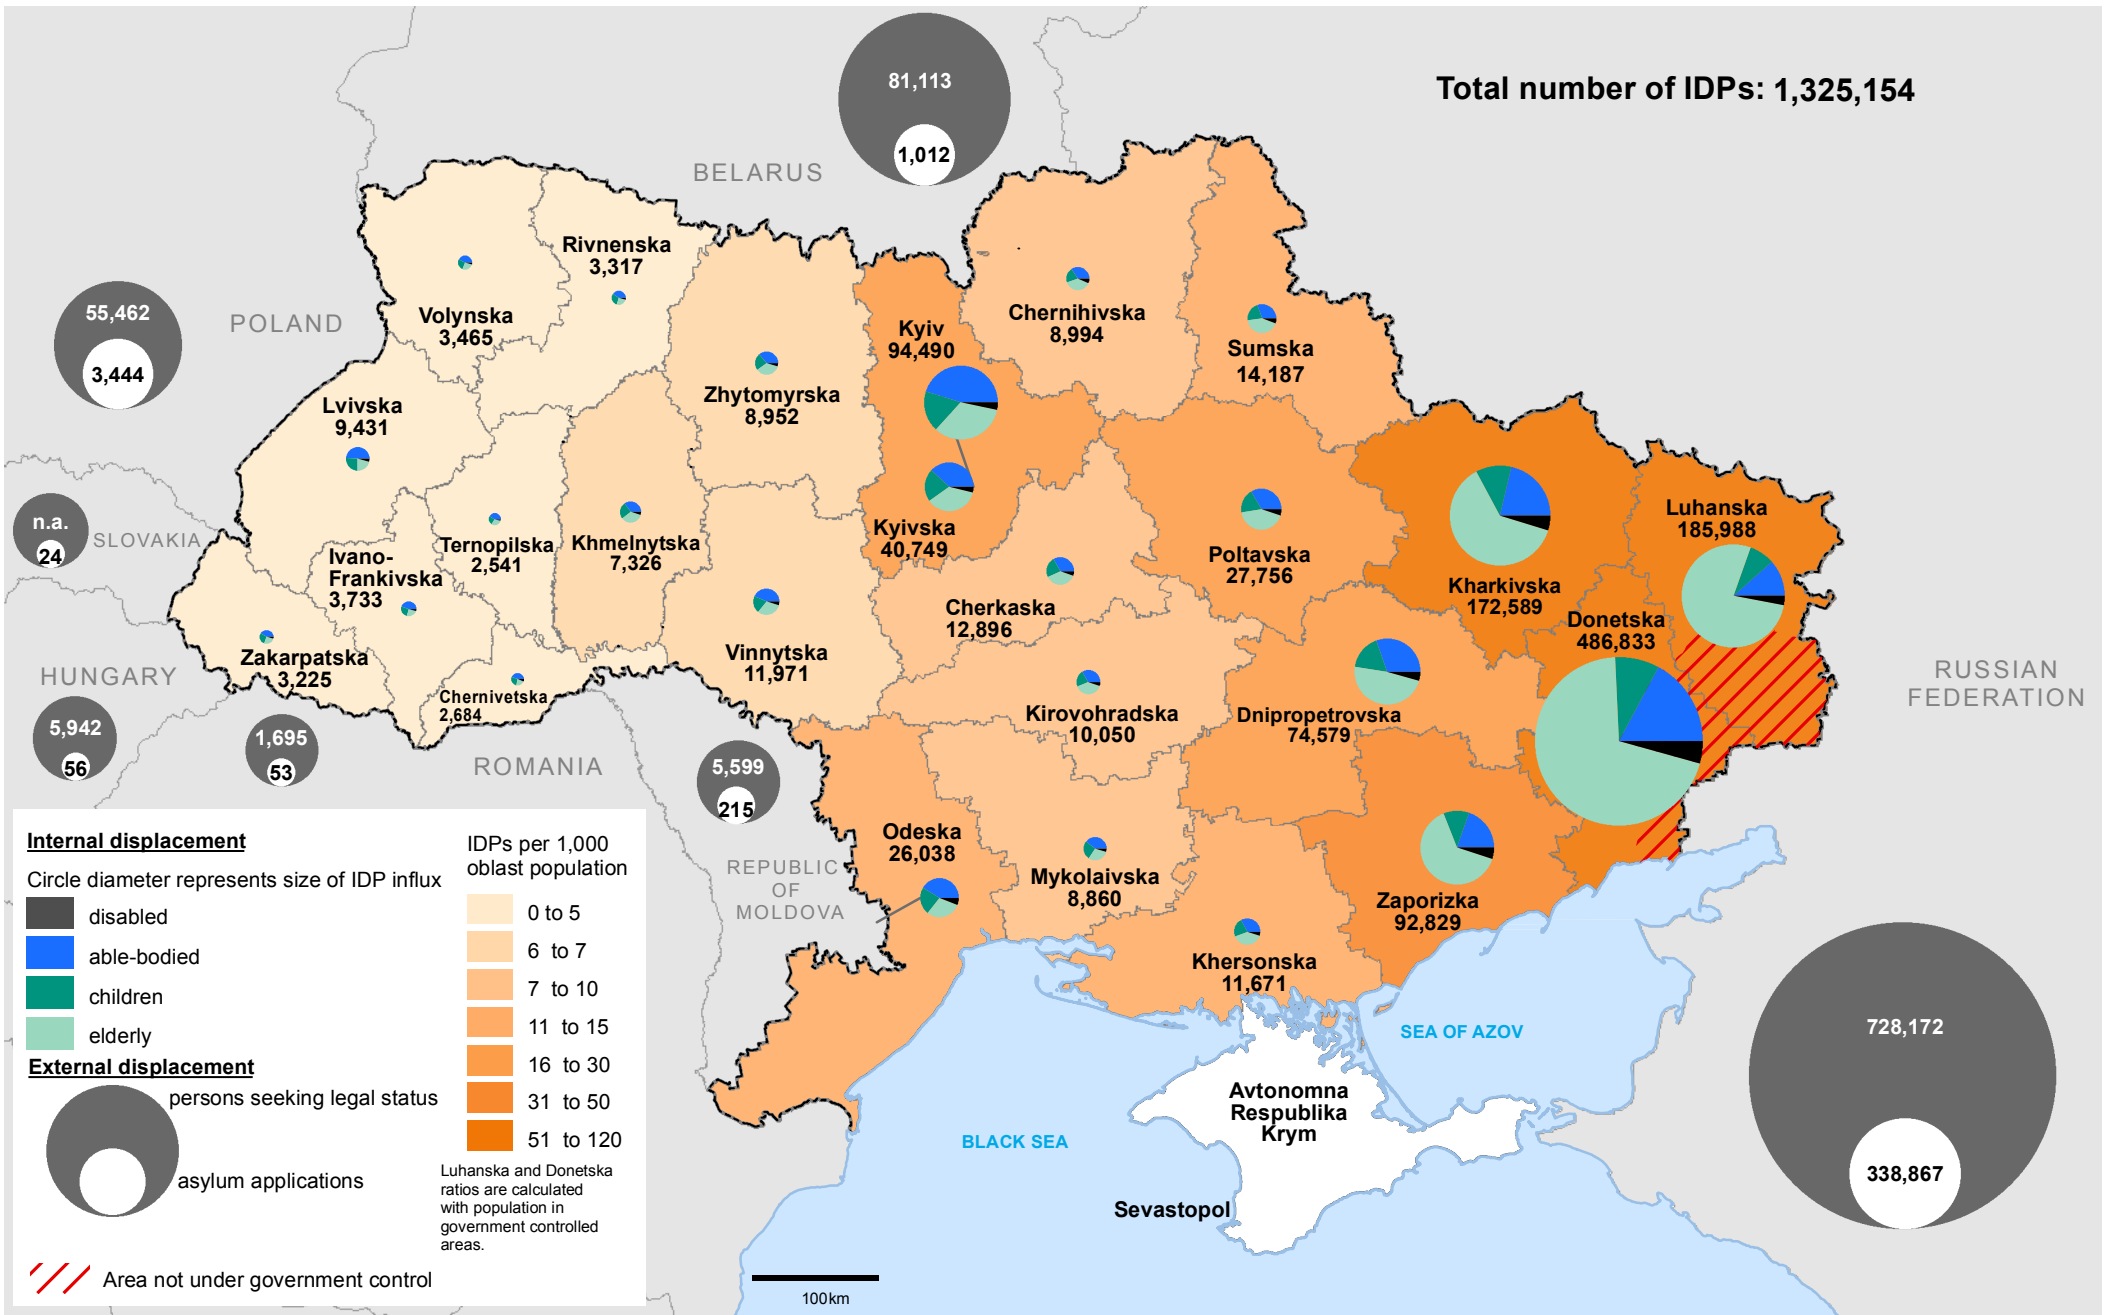 Total number of IDPs: 1,325,154
81,113
1,012
BELARUS
55,462
3,444
POLAND
n.a.
24
SLOVAKIA
HUNGARY
5,942
56
1,695
53
ROMANIA
5,599
215
REPUBLIC
OF
MOLDOVA
RUSSIAN
FEDERATION
728,172
338,867
Volynska
3,465
Rivnenska
3,317
Zhytomyrska
8,952
Kyiv
94,490
Kyivska
40,749
Chernihivska
8,994
Sumska
14,187
Lvivska
9,431
Ternopilska
2,541
Khmelnytska
7,326
Ivano-
Frankivska
3,733
Zakarpatska
3,225
Chernivetska
2,684
Vinnytska
11,971
Cherkaska
12,896
Poltavska
27,756
Kharkivska
172,589
Luhanska
185,988
Donetska
486,833
Kirovohradska
10,050
Dnipropetrovska
74,579
Odeska
26,038
Mykolaivska
8,860
Zaporizka
92,829
Khersonska
11,671
SEA OF AZOV
BLACK SEA
Avtonomna
Respublika
Krym
Sevastopol
Internal displacement
Circle diameter represents size of IDP influx
disabled
able-bodied
children
elderly
External displacement
persons seeking legal status
asylum applications
Area not under government control
IDPs per 1,000
oblast population
0 to 5
6 to 7
7 to 10
11 to 15
16 to 30
31 to 50
51 to 120
Luhanska and Donetska
ratios are calculated
with population in
government controlled
areas.
100km